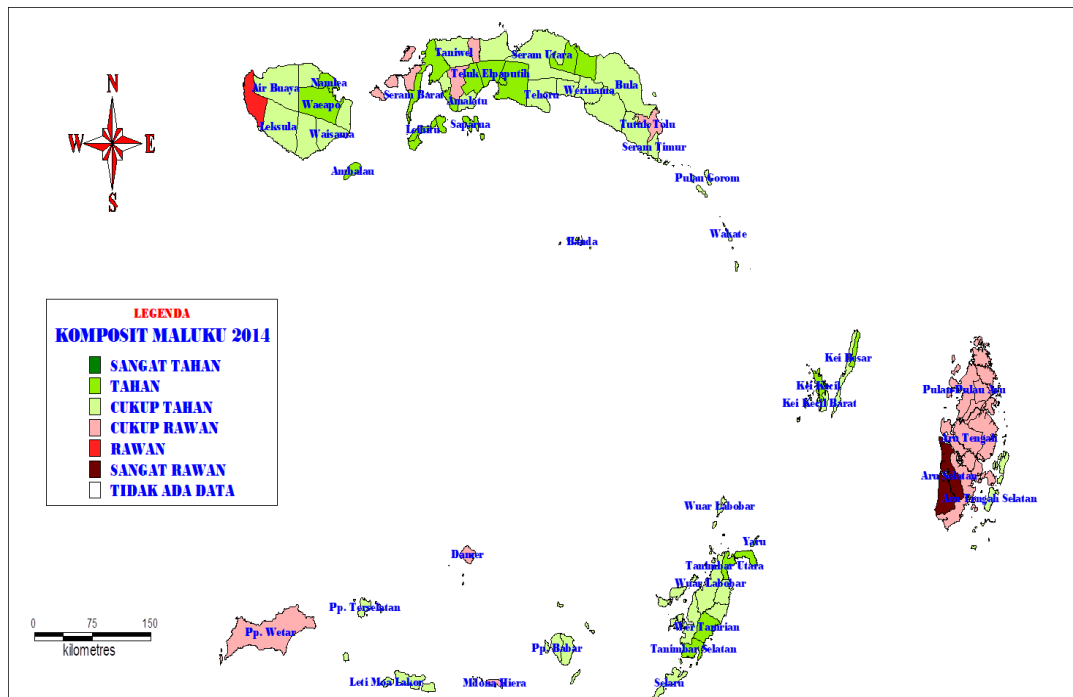 N
W E
S
Air Buaya
Namlea
Waeapo
Leksula
Waisama
Ambalau
Taniwel
Teluk Elpaputih
Seram Barat
Amalatu
Leihitu
Saparua
Seram Utara
Tehoru
Werinama
Bula
Tutuk Tolu
Seram Timur
Pulau Gorom
Wakate
Banda
LEGENDA
KOMPOSIT MALUKU 2014
SANGAT TAHAN
TAHAN
CUKUP TAHAN
CUKUP RAWAN
RAWAN
SANGAT RAWAN
TIDAK ADA DATA
Kei Besar
Kei Kecil
Kei Kecil Barat
Pulau-Pulau Aru
Aru Tengah
Aru Selatan
Aru Tengah Selatan
Wuar Labobar
Yaru
Tanimbar Utara
Wuar Labobar
Wer Tamrian
Tanimbar Selatan
Selaru
Damer
Pp. Terselatan
Pp. Wetar
Pp. Babar
Leti Moa Lakor
Mdona Hiera
0 75 150
kilometres